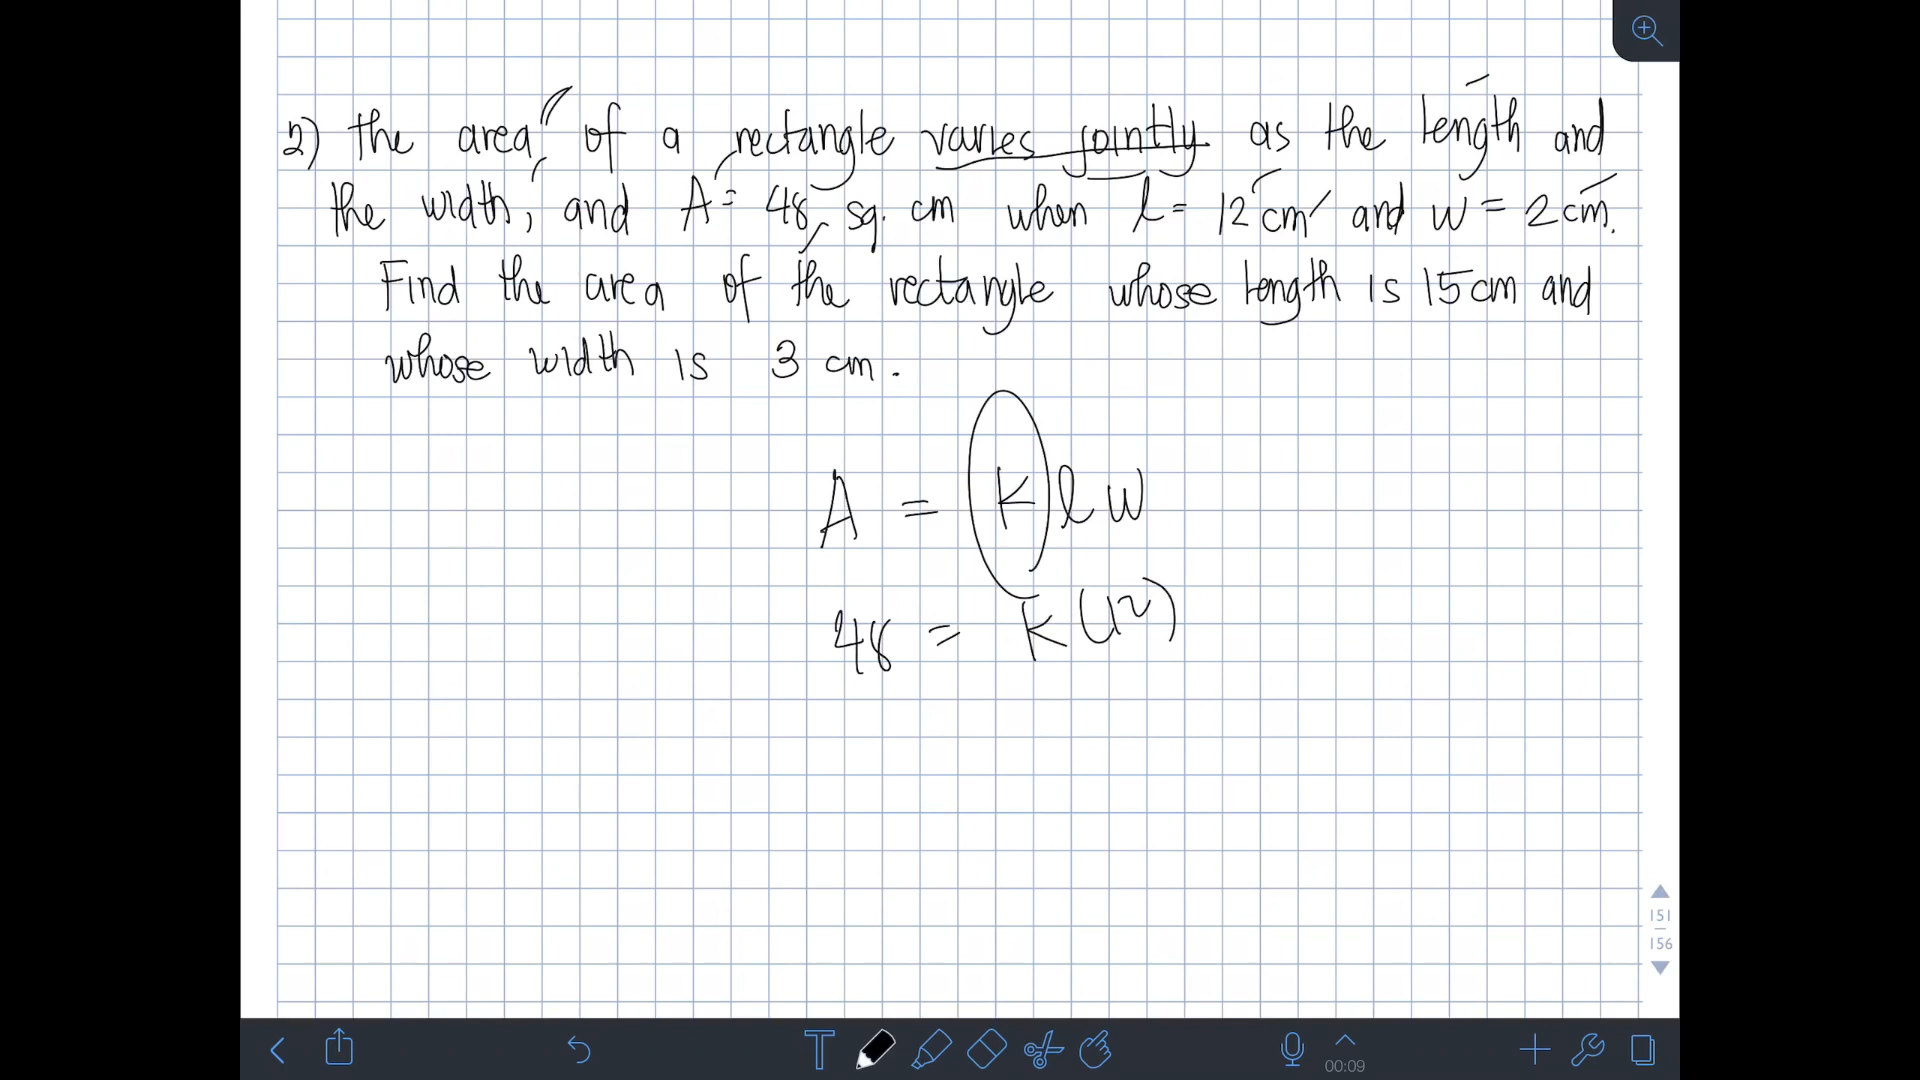 2) the area of a rectangle varies jointly as the length and
the width, and A = 48 sq. cm when l = 12 cm and w = 2 cm.
Find the area of the rectangle whose length is 15 cm and
whose width is 3 cm.
A = K l w
48 = K (12)
151
156
T
00:09